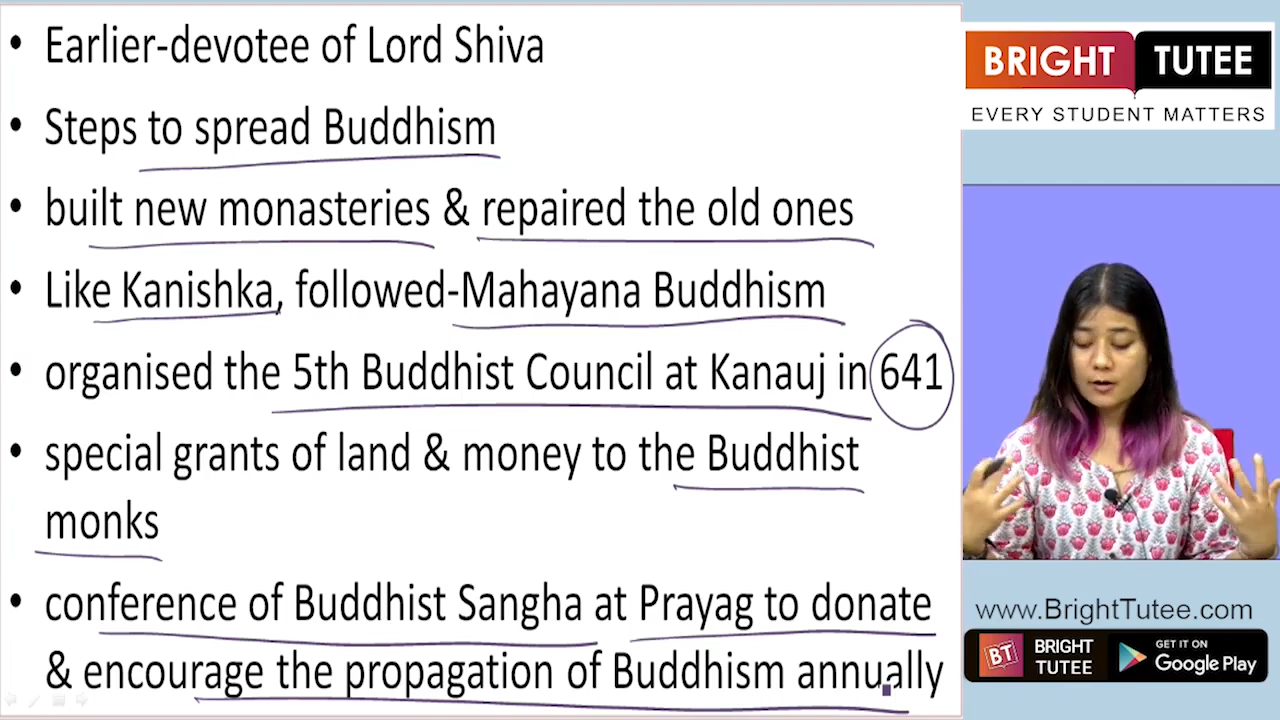 • Earlier-devotee of Lord Shiva
• Steps to spread Buddhism
• built new monasteries & repaired the old ones
• Like Kanishka, followed-Mahayana Buddhism
• organised the 5th Buddhist Council at Kanauj in 641
• special grants of land & money to the Buddhist
monks
• conference of Buddhist Sangha at Prayag to donate
& encourage the propagation of Buddhism annually
BRIGHT TUTEE
EVERY STUDENT MATTERS
www.BrightTutee.com
BT BRIGHT TUTEE
GET IT ON
Google Play